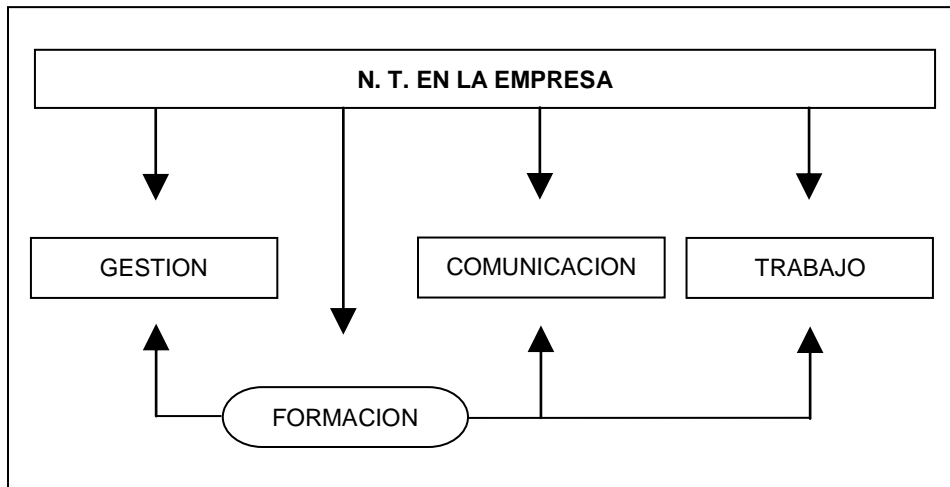 N. T. EN LA EMPRESA
GESTION
COMUNICACION
TRABAJO
FORMACION